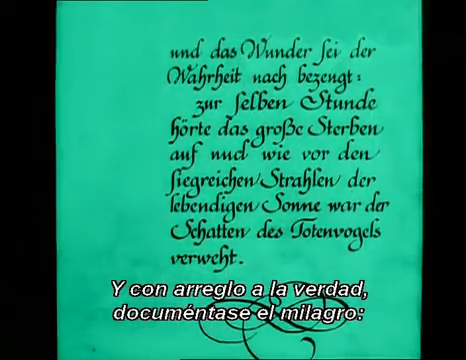 und das Wunder sei der
Wahrheit nach bezeugt:
zur selben Stunde
hörte das große Sterben
auf und wie vor den
siegreichen Strahlen der
lebendigen Sonne war der
Schatten des Totenvogels
verweht.
Y con arreglo a la verdad,
documéntase el milagro: